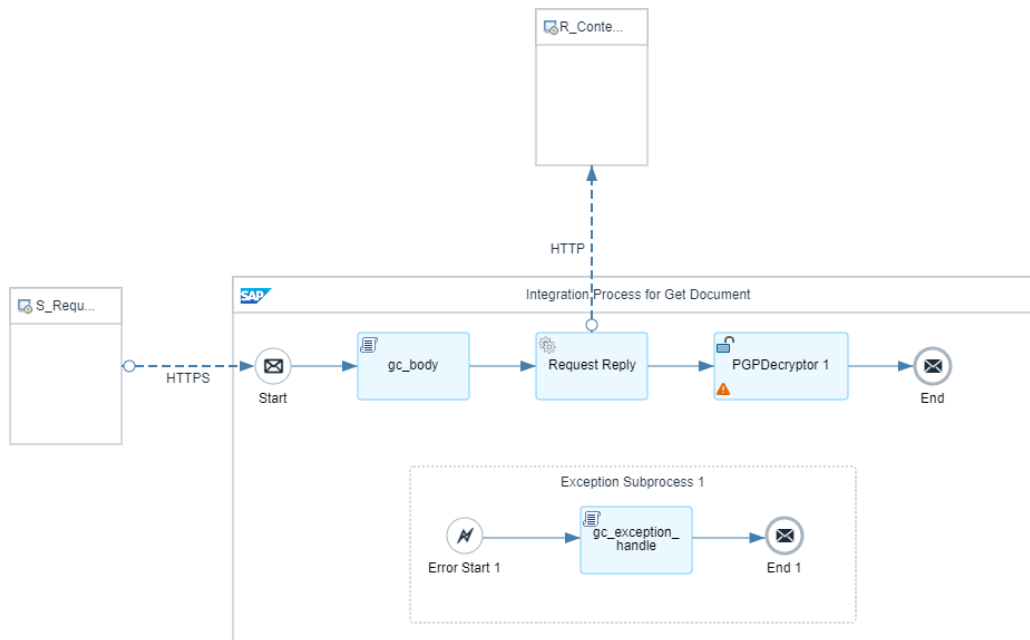 R_Conte...
HTTP
S_Requ...
SAP
Integration Process for Get Document
HTTPS
gc_body
Request Reply
PGPDecryptor 1
Start
End
Exception Subprocess 1
gc_exception_
handle
Error Start 1
End 1